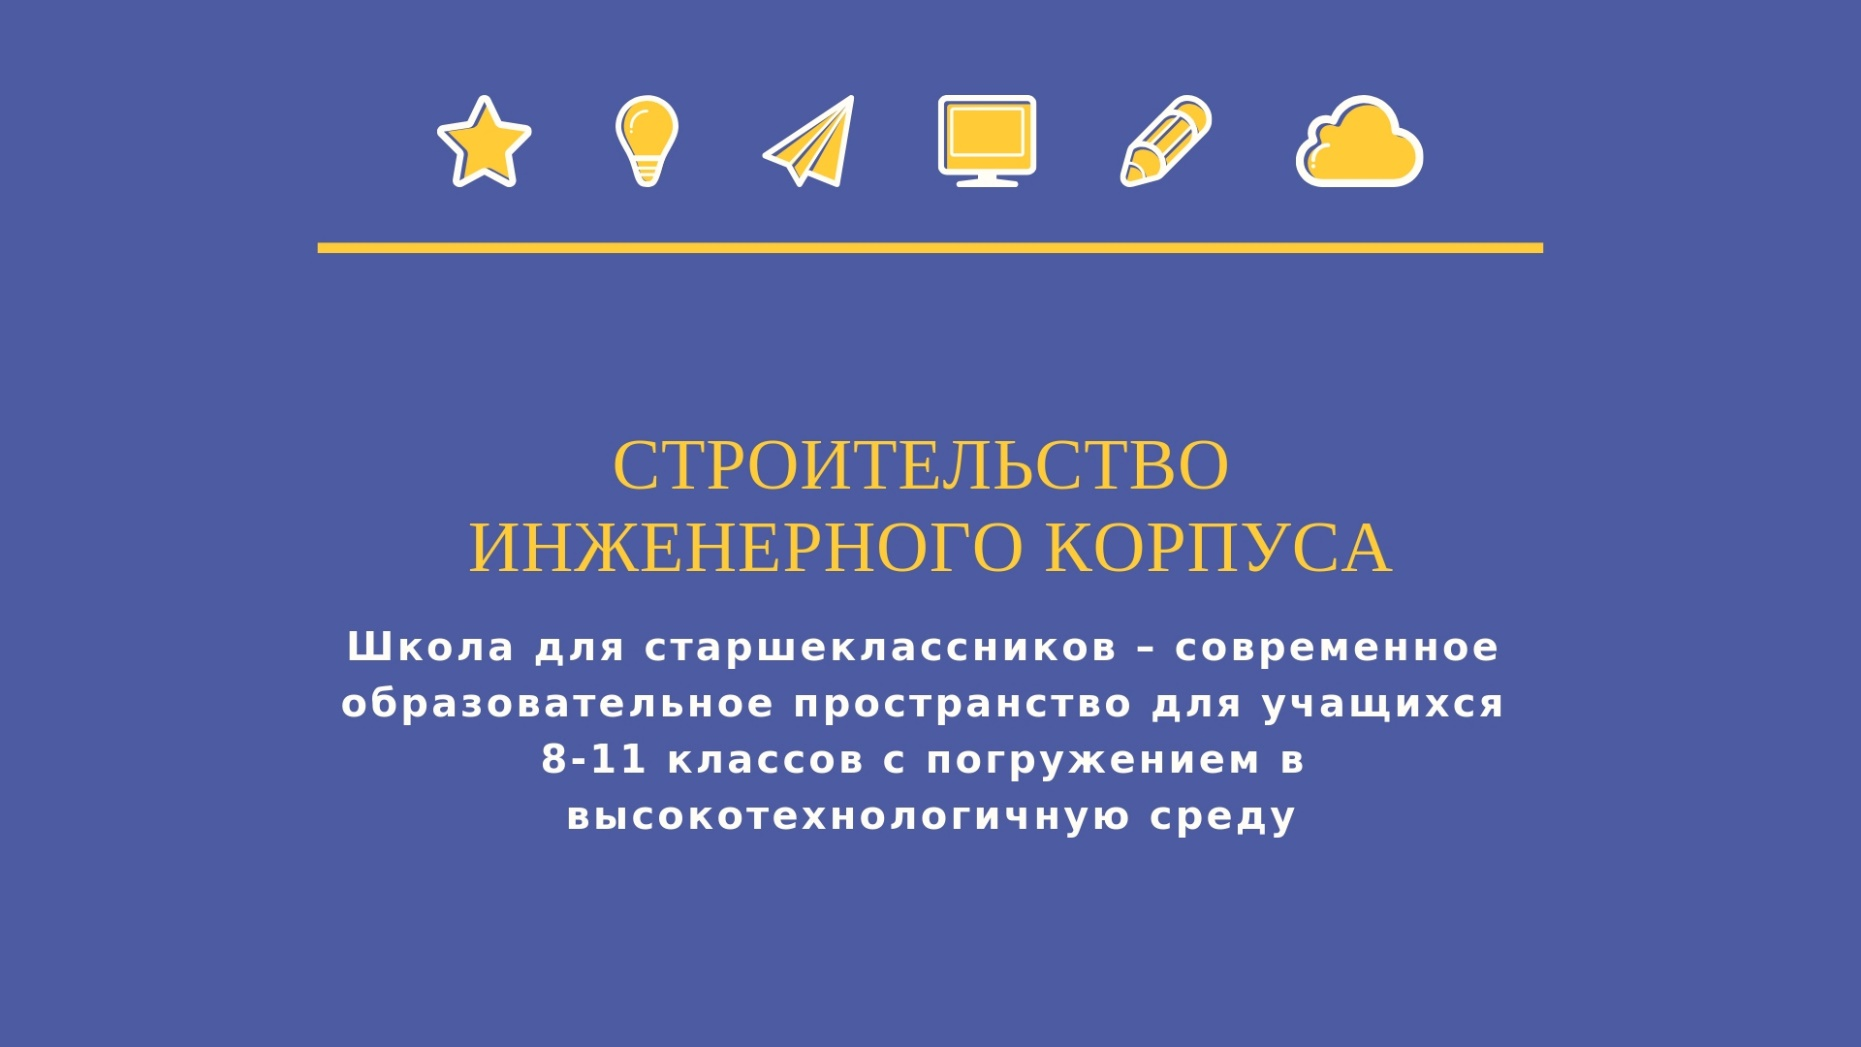 СТРОИТЕЛЬСТВО
ИНЖЕНЕРНОГО КОРПУСА
Школа для старшеклассников – современное
образовательное пространство для учащихся
8-11 классов с погружением в
высокотехнологичную среду